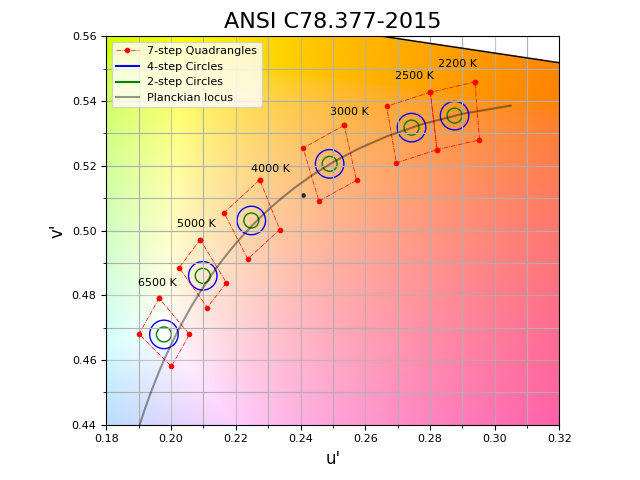 ANSI C78.377-2015
7-step Quadrangles
4-step Circles
2-step Circles
Planckian locus
2200 K
2500 K
3000 K
4000 K
5000 K
6500 K
0.56
0.54
0.52
0.50
0.48
0.46
0.44
v'
0.18 0.20 0.22 0.24 0.26 0.28 0.30 0.32
u'